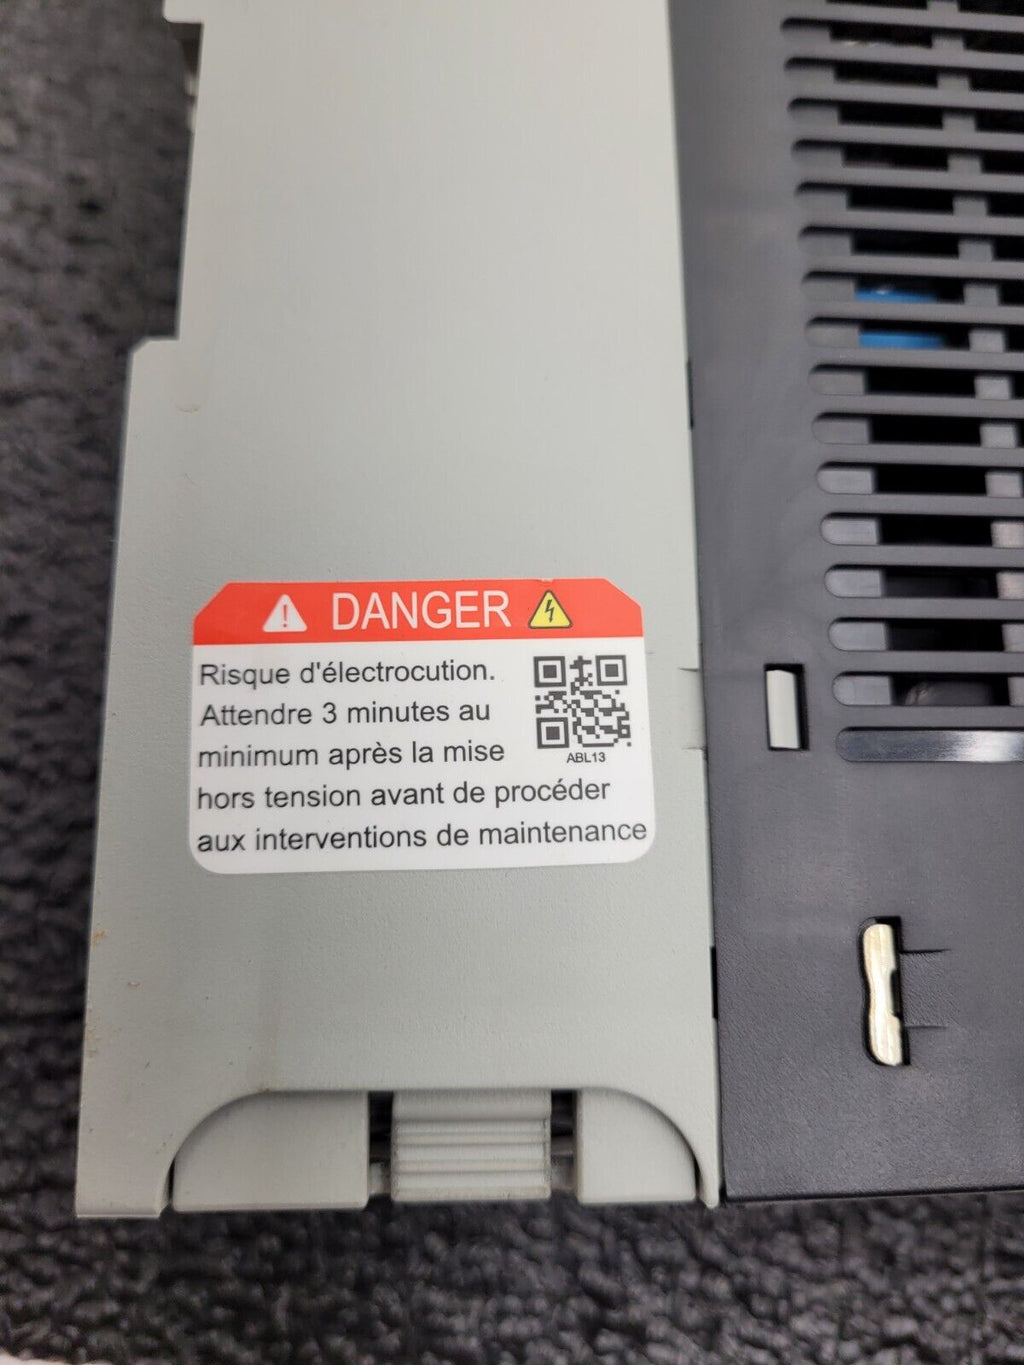 DANGER
Risque d'électrocution.
Attendre 3 minutes au
minimum après la mise
ABL13
hors tension avant de procéder
aux interventions de maintenance